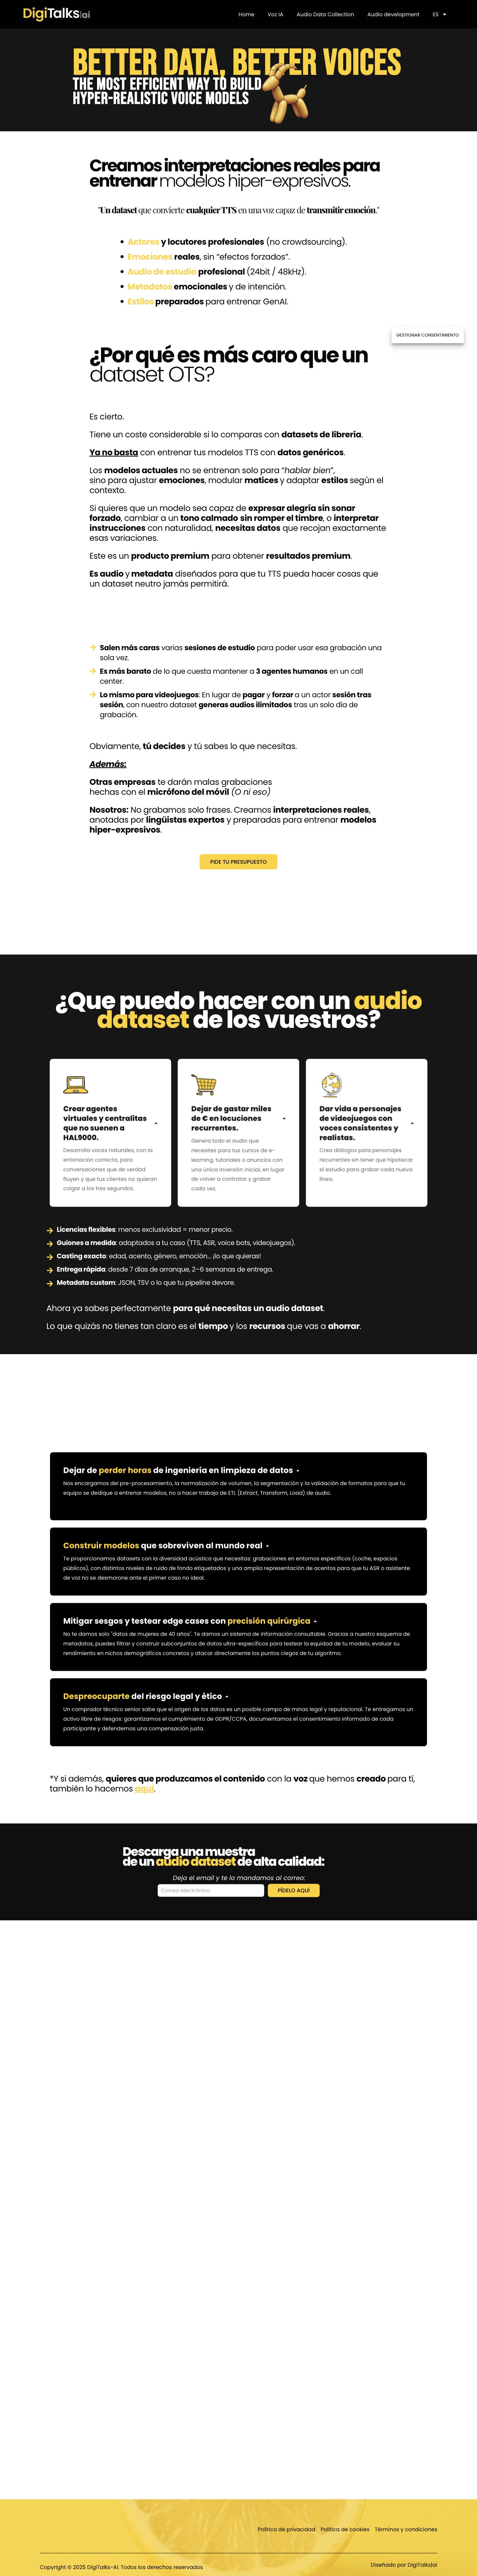 DigiTalks|ai
Home
Voz IA
Audio Data Collection
Audio development
ES
BETTER DATA, BETTER VOICES
THE MOST EFFICIENT WAY TO BUILD
HYPER-REALISTIC VOICE MODELS
Creamos interpretaciones reales para
entrenar modelos hiper-expresivos.
"Un dataset que convierte cualquier TTS en una voz capaz de transmitir emoción."
Actores y locutores profesionales (no crowdsourcing).
Emociones reales, sin “efectos forzados”.
Audio de estudio profesional (24bit / 48kHz).
Metadatos emocionales y de intención.
Estilos preparados para entrenar GenAI.
GESTIONAR CONSENTIMIENTO
¿Por qué es más caro que un
dataset OTS?
Es cierto.
Tiene un coste considerable si lo comparas con datasets de librería.
Ya no basta con entrenar tus modelos TTS con datos genéricos.
Los modelos actuales no se entrenan solo para “hablar bien”,
sino para ajustar emociones, modular matices y adaptar estilos según el
contexto.
Si quieres que un modelo sea capaz de expresar alegría sin sonar
forzado, cambiar a un tono calmado sin romper el timbre, o interpretar
instrucciones con naturalidad, necesitas datos que recojan exactamente
esas variaciones.
Este es un producto premium para obtener resultados premium.
Es audio y metadata diseñados para que tu TTS pueda hacer cosas que
un dataset neutro jamás permitirá.
Salen más caras varias sesiones de estudio para poder usar esa grabación una
sola vez.
Es más barato de lo que cuesta mantener a 3 agentes humanos en un call
center.
Lo mismo para videojuegos: En lugar de pagar y forzar a un actor sesión tras
sesión, con nuestro dataset generas audios ilimitados tras un solo día de
grabación.
Obviamente, tú decides y tú sabes lo que necesitas.
Además:
Otras empresas te darán malas grabaciones
hechas con el micrófono del móvil (O ni eso)
Nosotros: No grabamos solo frases. Creamos interpretaciones reales,
anotadas por lingüistas expertos y preparadas para entrenar modelos
hiper-expresivos.
PIDE TU PRESUPUESTO
¿Que puedo hacer con un audio
dataset de los vuestros?
Crear agentes
virtuales y centralitas
que no suenen a
HAL9000.
Desarrolla voces naturales, con la
entonación correcta, para
conversaciones que de verdad
fluyen y que tus clientes no quieran
colgar a los tres segundos.
Dejar de gastar miles
de € en locuciones
recurrentes.
Genera todo el audio que
necesites para tus cursos de e-
learning, tutoriales o anuncios con
una única inversión inicial, en lugar
de volver a contratar y grabar
cada vez.
Dar vida a personajes
de videojuegos con
voces consistentes y
realistas.
Crea diálogos para personajes
recurrentes sin tener que hipotecar
el estudio para grabar cada nueva
línea.
Licencias flexibles: menos exclusividad = menor precio.
Guiones a medida: adaptados a tu caso (TTS, ASR, voice bots, videojuegos).
Casting exacto: edad, acento, género, emoción... ¡lo que quieras!
Entrega rápida: desde 7 días de arranque, 2–6 semanas de entrega.
Metadata custom: JSON, TSV o lo que tu pipeline devore.
Ahora ya sabes perfectamente para qué necesitas un audio dataset.
Lo que quizás no tienes tan claro es el tiempo y los recursos que vas a ahorrar.
Dejar de perder horas de ingeniería en limpieza de datos
Nos encargamos del pre-procesamiento, la normalización de volumen, la segmentación y la validación de formatos para que tu
equipo se dedique a entrenar modelos, no a hacer trabajo de ETL (Extract, Transform, Load) de audio.
Construir modelos que sobreviven al mundo real
Te proporcionamos datasets con la diversidad acústica que necesitas: grabaciones en entornos específicos (coche, espacios
públicos), con distintos niveles de ruido de fondo etiquetados y una amplia representación de acentos para que tu ASR o asistente
de voz no se desmorone ante el primer caso no ideal.
Mitigar sesgos y testear edge cases con precisión quirúrgica
No te damos solo "datos de mujeres de 40 años". Te damos un sistema de información consultable. Gracias a nuestro esquema de
metadatos, puedes filtrar y construir subconjuntos de datos ultra-específicos para testear la equidad de tu modelo, evaluar su
rendimiento en nichos demográficos concretos y atacar directamente los puntos ciegos de tu algoritmo.
Despreocuparte del riesgo legal y ético
Un comprador técnico senior sabe que el origen de los datos es un posible campo de minas legal y reputacional. Te entregamos un
activo libre de riesgos: garantizamos el cumplimiento de GDPR/CCPA, documentamos el consentimiento informado de cada
participante y defendemos una compensación justa.
*Y si además, quieres que produzcamos el contenido con la voz que hemos creado para tí,
también lo hacemos aquí.
Descarga una muestra
de un audio dataset de alta calidad:
Deja el email y te lo mandamos al correo:
Correo electrónico
PÍDELO AQUÍ
Política de privacidad
Política de cookies
Términos y condiciones
Copyright © 2025 DigiTalks-AI. Todos los derechos reservados
Diseñado por DigiTalks|ai